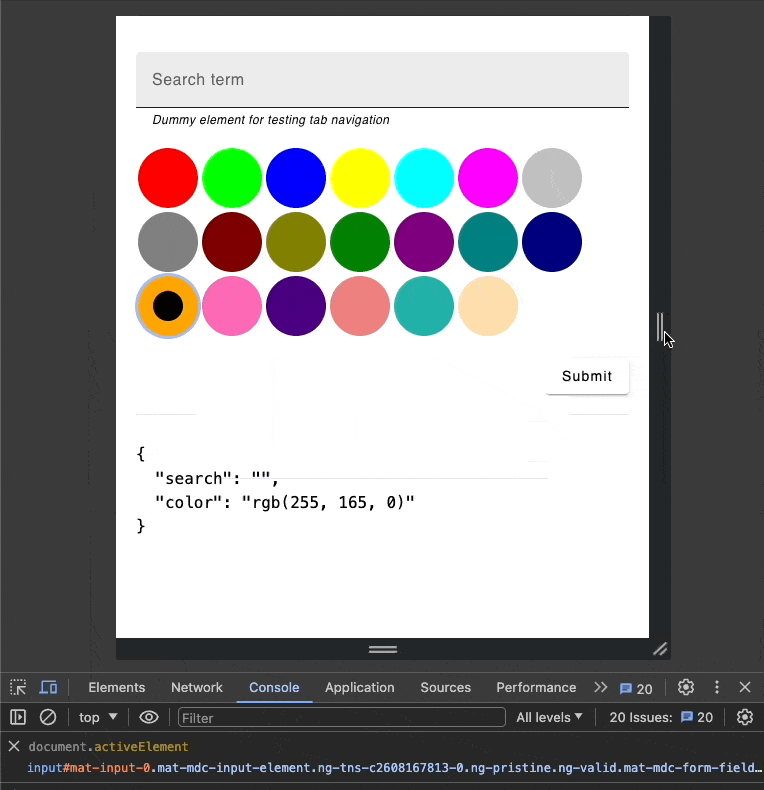 Search term
Dummy element for testing tab navigation
Submit
{
"search": "",
"color": "rgb(255, 165, 0)"
}
Elements Network Console Application Sources Performance 20
top Filter All levels 20 Issues: 20
document.activeElement
input#mat-input-0.mat-mdc-input-element.ng-tns-c2608167813-0.ng-pristine.ng-valid.mat-mdc-form-field…